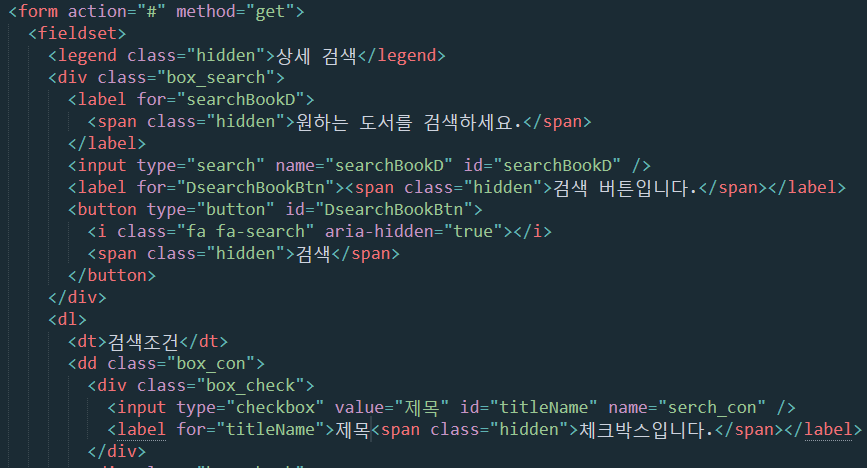 <form action="#" method="get">
<fieldset>
<legend class="hidden">상세 검색</legend>
<div class="box_search">
<label for="searchBookD">
<span class="hidden">원하는 도서를 검색하세요.</span>
</label>
<input type="search" name="searchBookD" id="searchBookD" />
<label for="DsearchBookBtn"><span class="hidden">검색 버튼입니다.</span></label>
<button type="button" id="DsearchBookBtn">
<i class="fa fa-search" aria-hidden="true"></i>
<span class="hidden">검색</span>
</button>
</div>
<dl>
<dt>검색조건</dt>
<dd class="box_con">
<div class="box_check">
<input type="checkbox" value="제목" id="titleName" name="serch_con" />
<label for="titleName">제목<span class="hidden">체크박스입니다.</span></label>
</div>